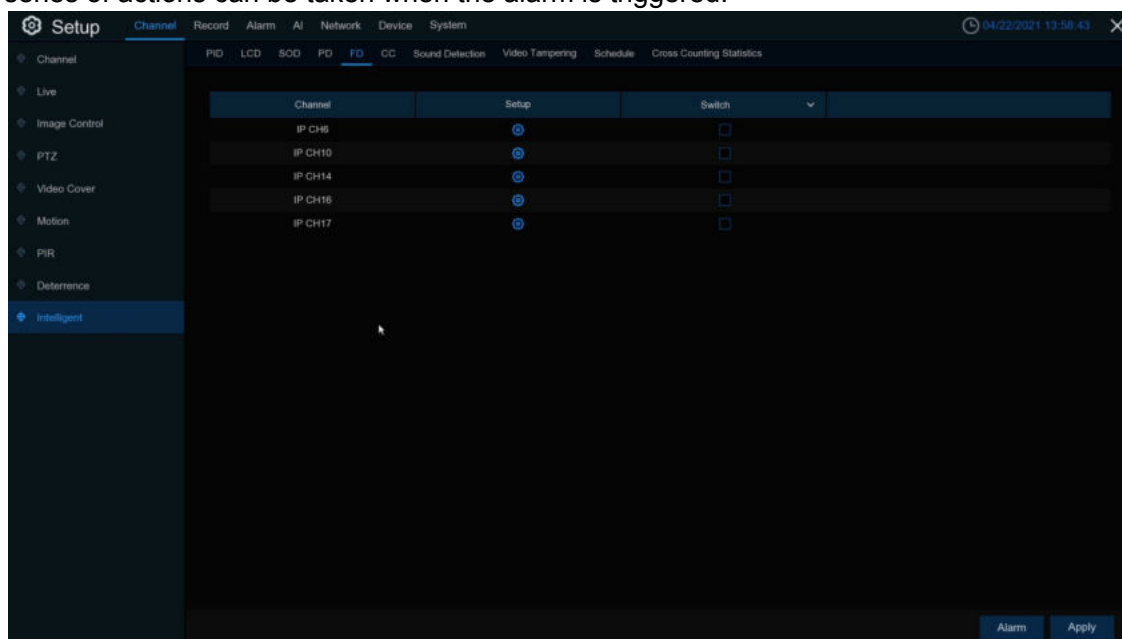 series of actions can be taken when the alarm is triggered.
Setup Channel Record Alarm AI Network Device System 04/22/2021 13:58:43
PID LCD SOD PD FD CC Sound Detection Video Tampering Schedule Cross Counting Statistics
Channel
Live
Image Control
PTZ
Video Cover
Motion
PIR
Deterrence
Intelligent
Channel Setup Switch
IP CH6
IP CH10
IP CH14
IP CH16
IP CH17
Alarm Apply